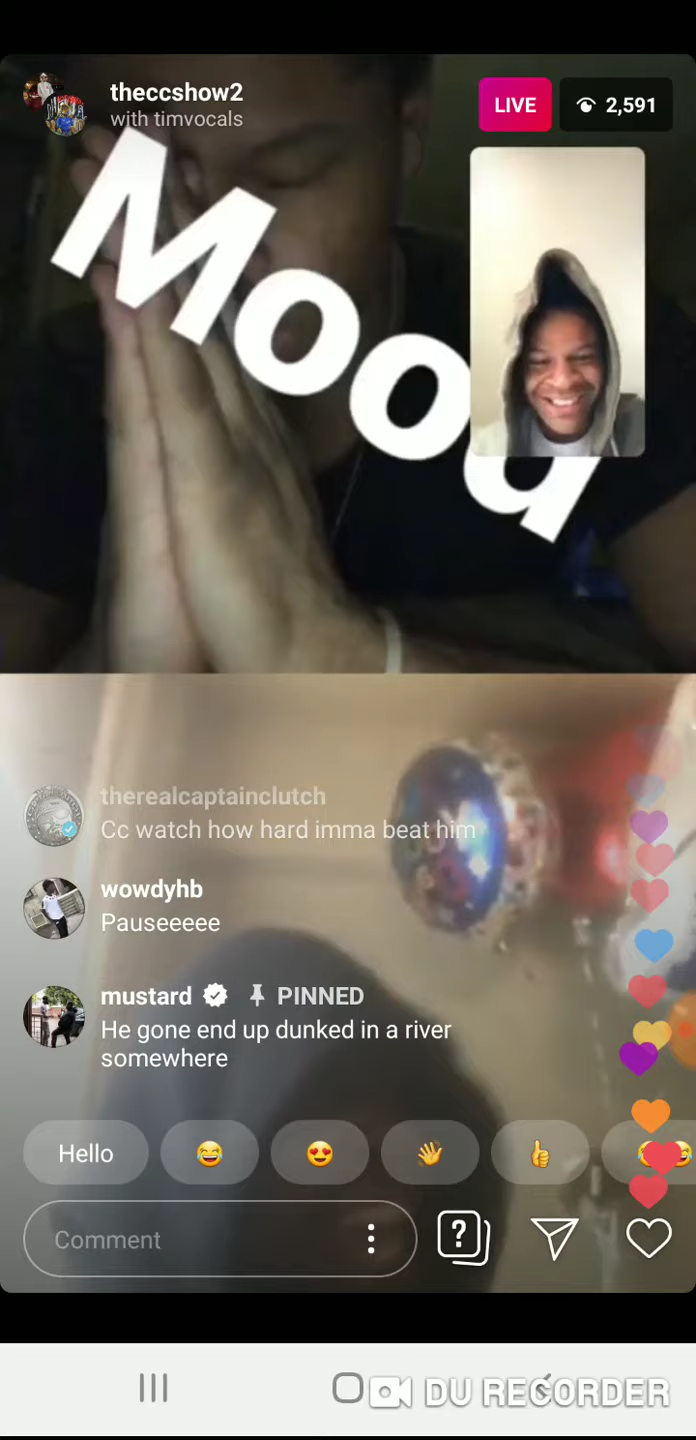 theccshow2
with timvocals
LIVE
2,591
Mood
therealcaptainclutch
Cc watch how hard imma beat him
wowdyhb
Pauseeeee
mustard PINNED
He gone end up dunked in a river
somewhere
Hello
Comment
?
DU RECORDER